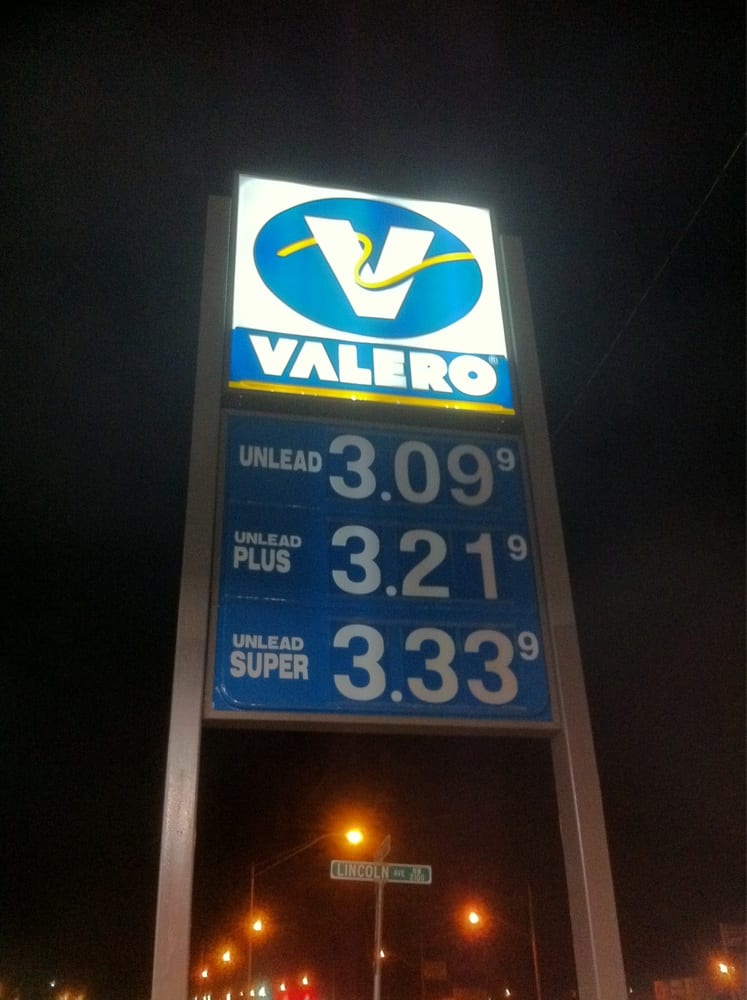 V
VALERO®
UNLEAD 3.09 9
UNLEAD
PLUS 3.21 9
UNLEAD
SUPER 3.33 9
LINCOLN AVE